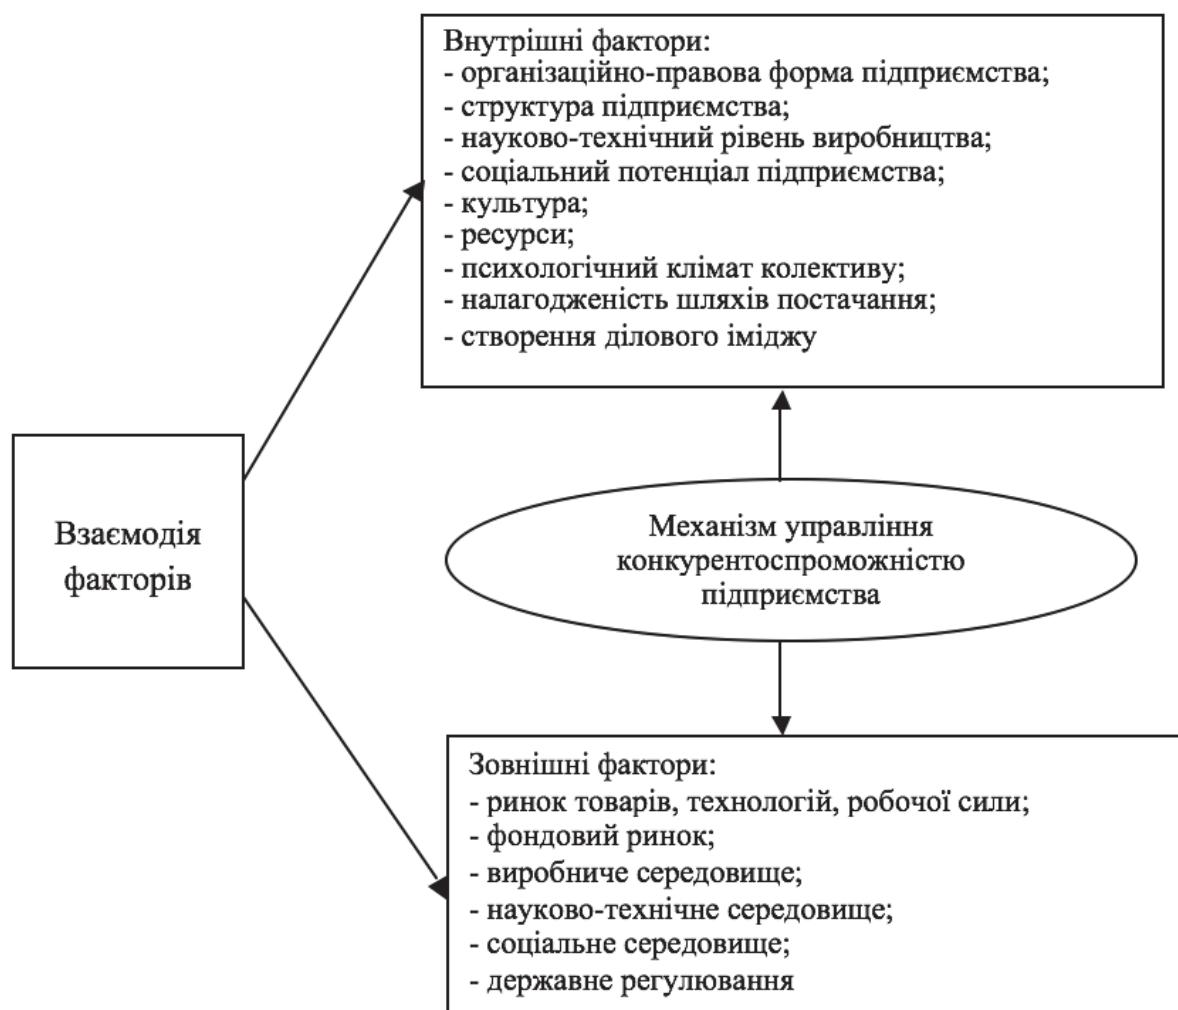 Внутрішні фактори:
- організаційно-правова форма підприємства;
- структура підприємства;
- науково-технічний рівень виробництва;
- соціальний потенціал підприємства;
- культура;
- ресурси;
- психологічний клімат колективу;
- налагодженість шляхів постачання;
- створення ділового іміджу
Взаємодія
факторів
Механізм управління
конкурентоспроможністю
підприємства
Зовнішні фактори:
- ринок товарів, технологій, робочої сили;
- фондовий ринок;
- виробниче середовище;
- науково-технічне середовище;
- соціальне середовище;
- державне регулювання